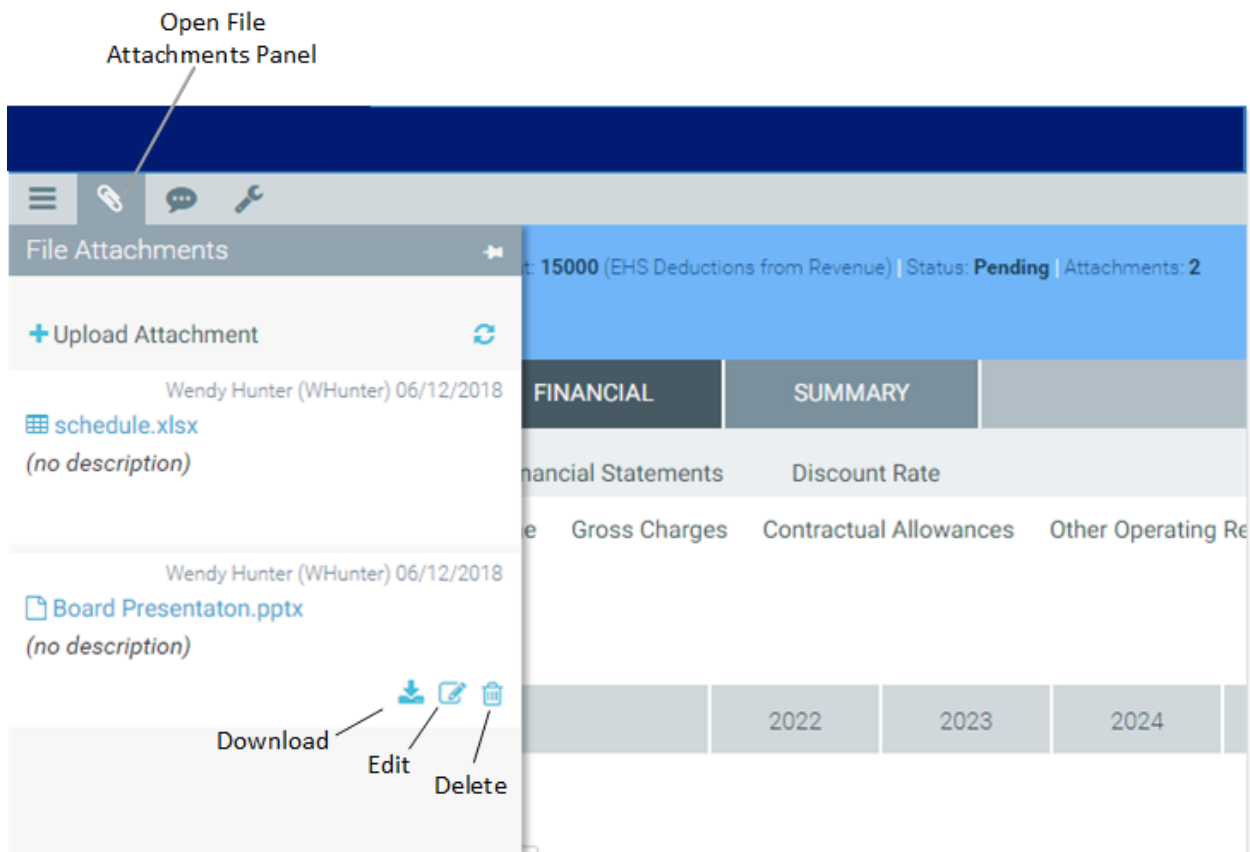 Open File
Attachments Panel
File Attachments
t: 15000 (EHS Deductions from Revenue) | Status: Pending | Attachments: 2
Upload Attachment
Wendy Hunter (WHunter) 06/12/2018
FINANCIAL SUMMARY
schedule.xlsx
(no description)
nancial Statements Discount Rate
e Gross Charges Contractual Allowances Other Operating Re
Wendy Hunter (WHunter) 06/12/2018
Board Presentaton.pptx
(no description)
2022 2023 2024
Download
Edit
Delete